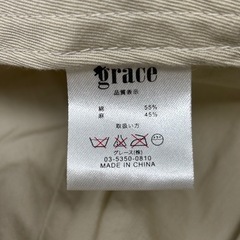 grace
品質表示
綿 55%
麻 45%
取扱い方
グレース(株)
03-5350-0810
MADE IN CHINA